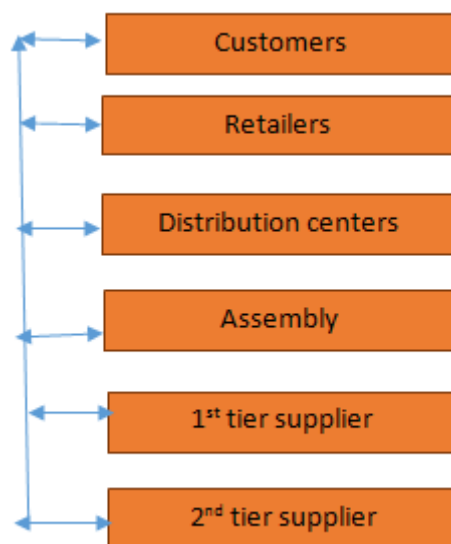 Customers
Retailers
Distribution centers
Assembly
1st tier supplier
2nd tier supplier